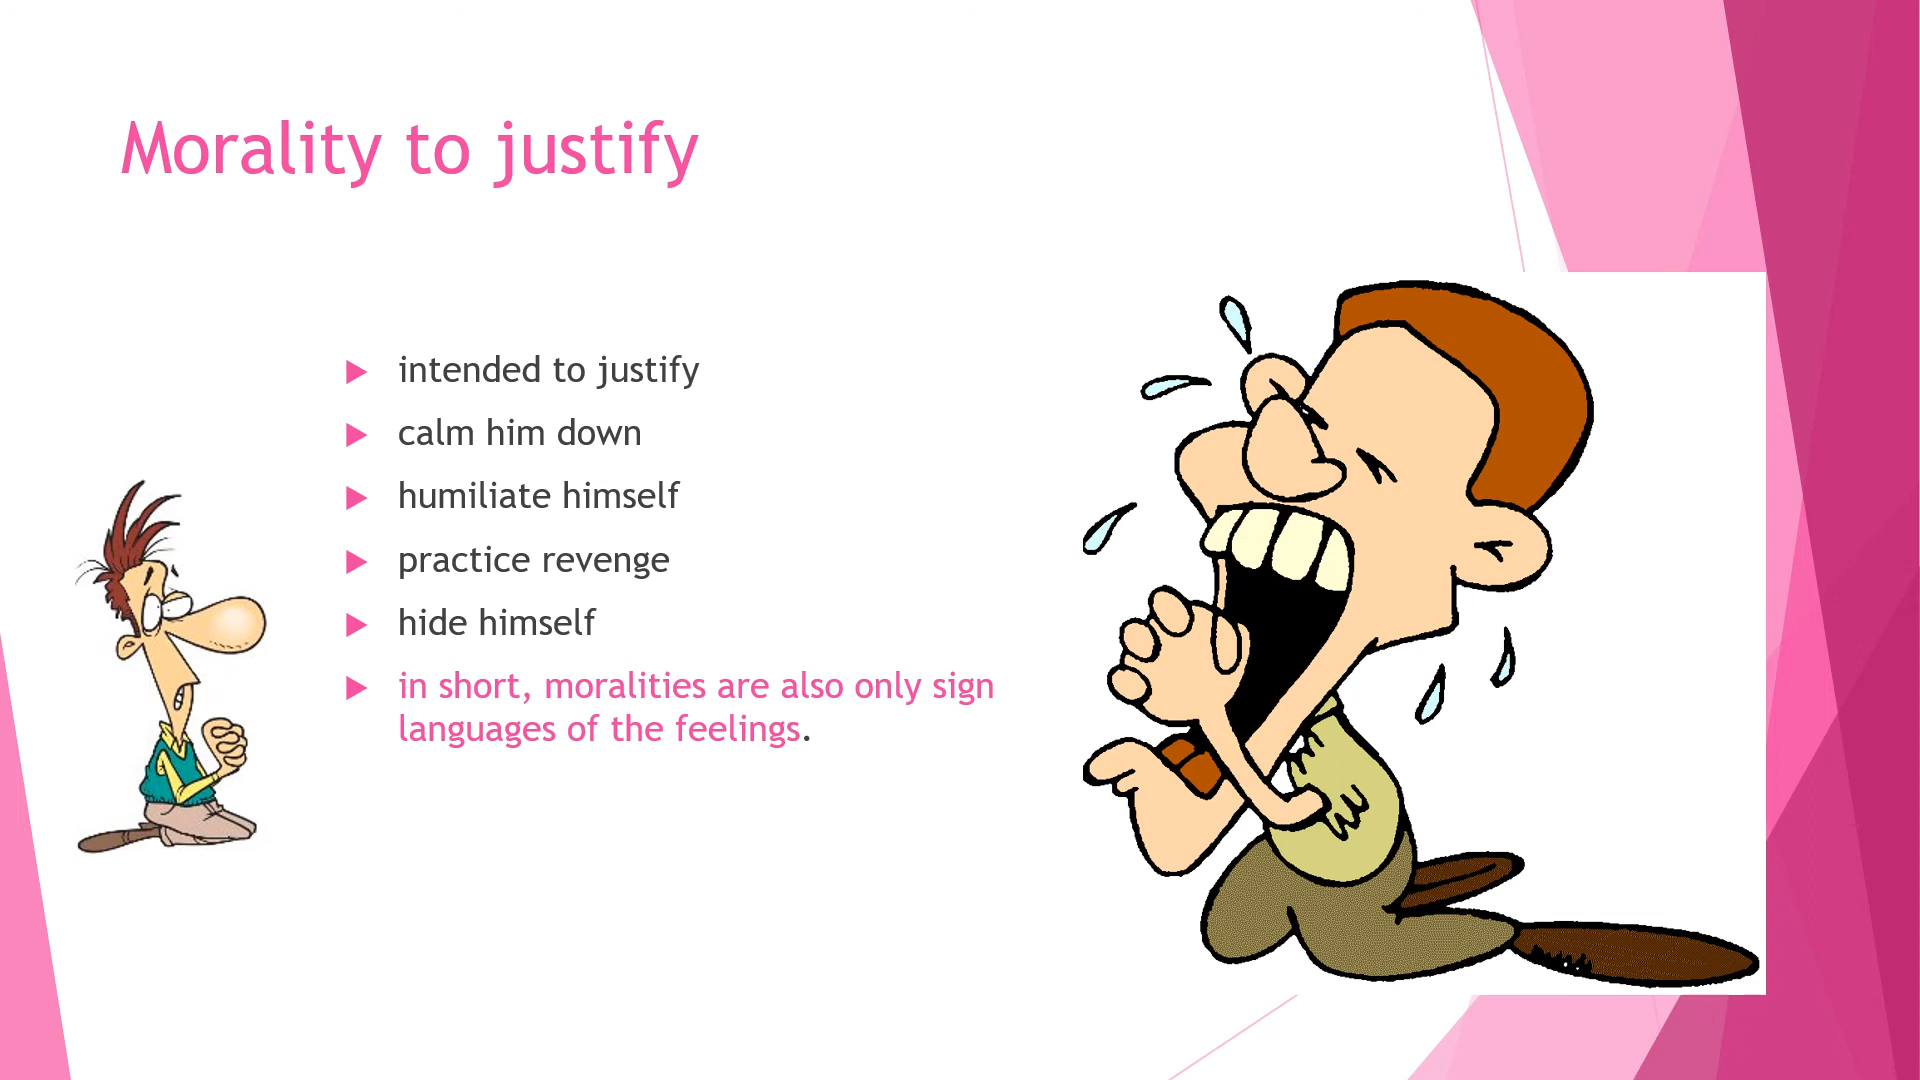 Morality to justify
intended to justify
calm him down
humiliate himself
practice revenge
hide himself
in short, moralities are also only sign
languages of the feelings.